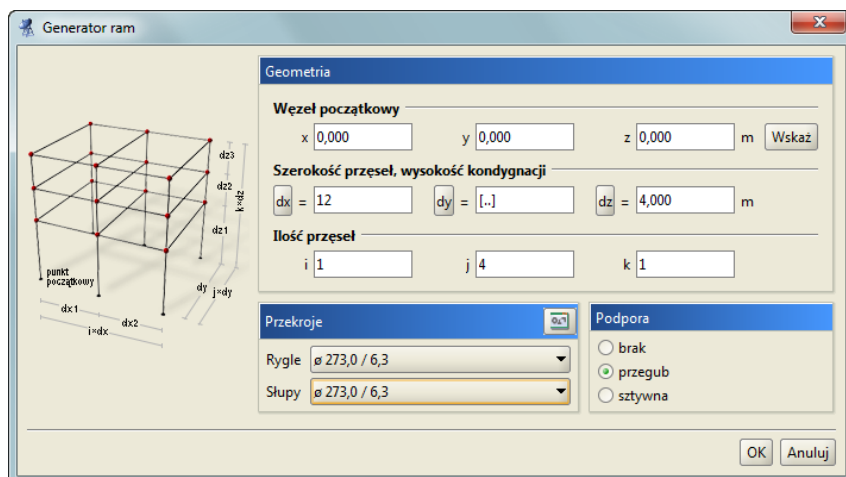 Generator ram
Geometria
Węzeł początkowy
x 0,000 y 0,000 z 0,000 m Wskaż
Szerokość przęseł, wysokość kondygnacji
dx = 12 dy = [..] dz = 4,000 m
Ilość przęseł
i 1 j 4 k 1
dz3
dz2
k×dz
dz1
punkt
początkowy
dy j×dy
dx1
dx2
i×dx
Przekroje
Rygle ø 273,0 / 6,3
Słupy ø 273,0 / 6,3
Podpora
brak
przegub
sztywna
OK Anuluj